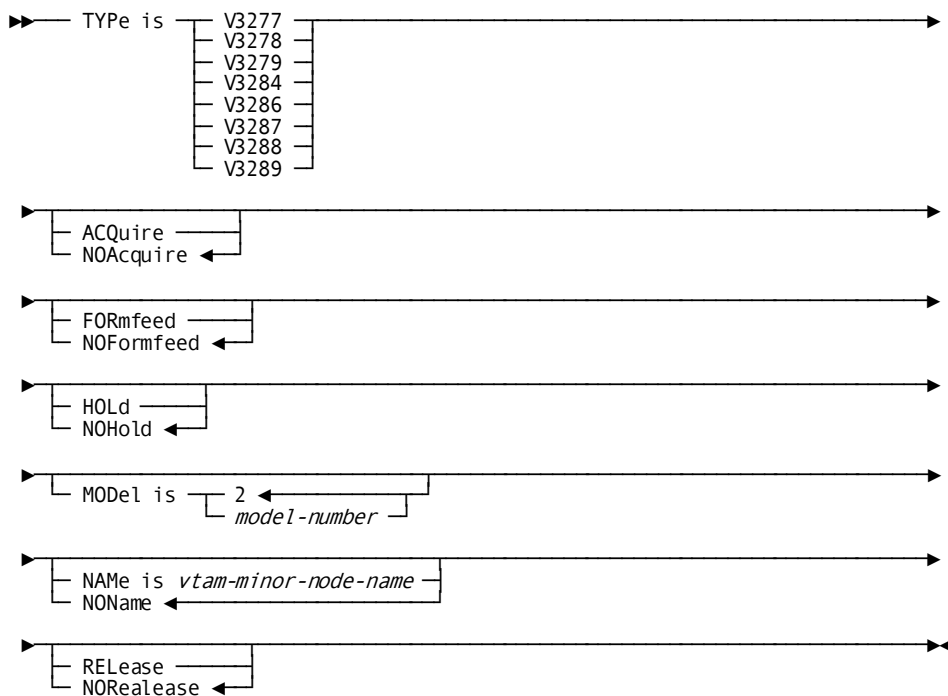 TYPe is V3277
V3278
V3279
V3284
V3286
V3287
V3288
V3289
ACQuire
NOAcquire
FORmfeed
NOFormfeed
HOLd
NOHold
MODel is 2
model-number
NAMe is vtam-minor-node-name
NOName
RELease
NORealease